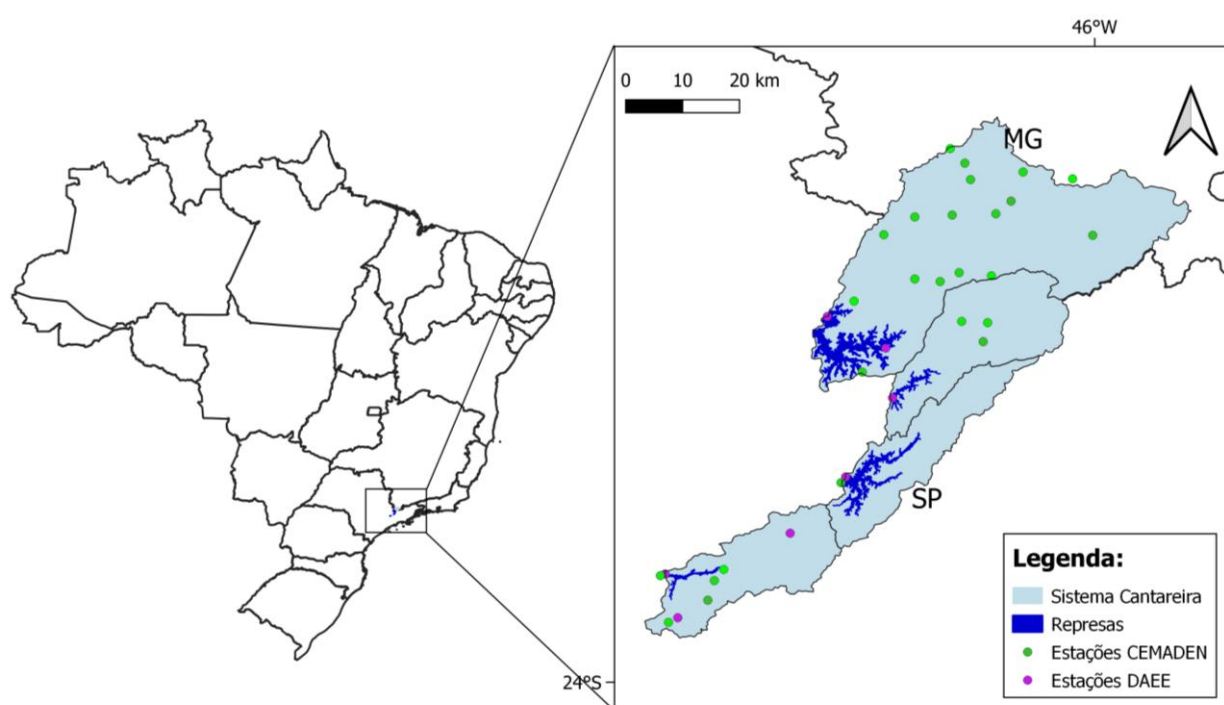 46°W
0 10 20 km
MG
SP
24°S
Legenda:
Sistema Cantareira
Represas
Estações CEMADEN
Estações DAEE